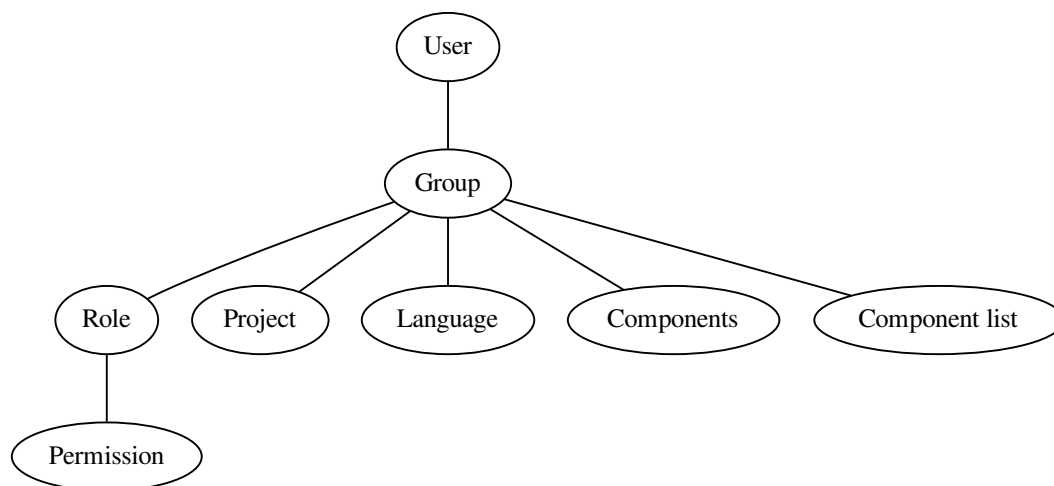 User
Group
Role
Project
Language
Components
Component list
Permission